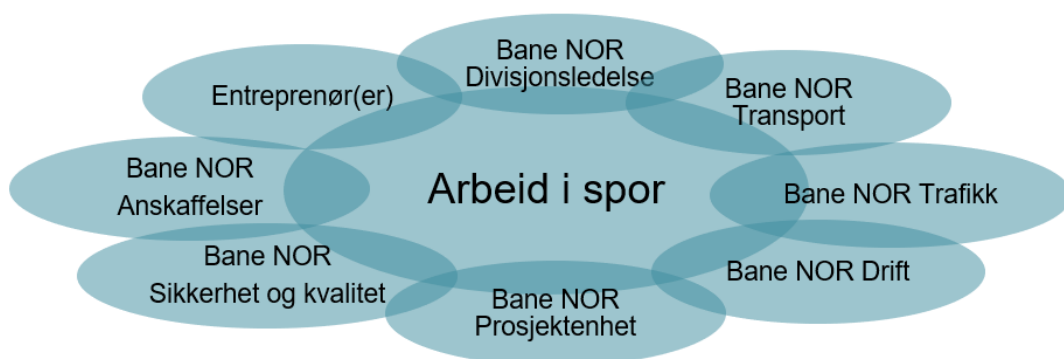 Bane NOR
Divisjonsledelse
Entreprenør(er)
Bane NOR
Transport
Bane NOR
Anskaffelser
Arbeid i spor
Bane NOR Trafikk
Bane NOR
Sikkerhet og kvalitet
Bane NOR Drift
Bane NOR
Prosjektenhet